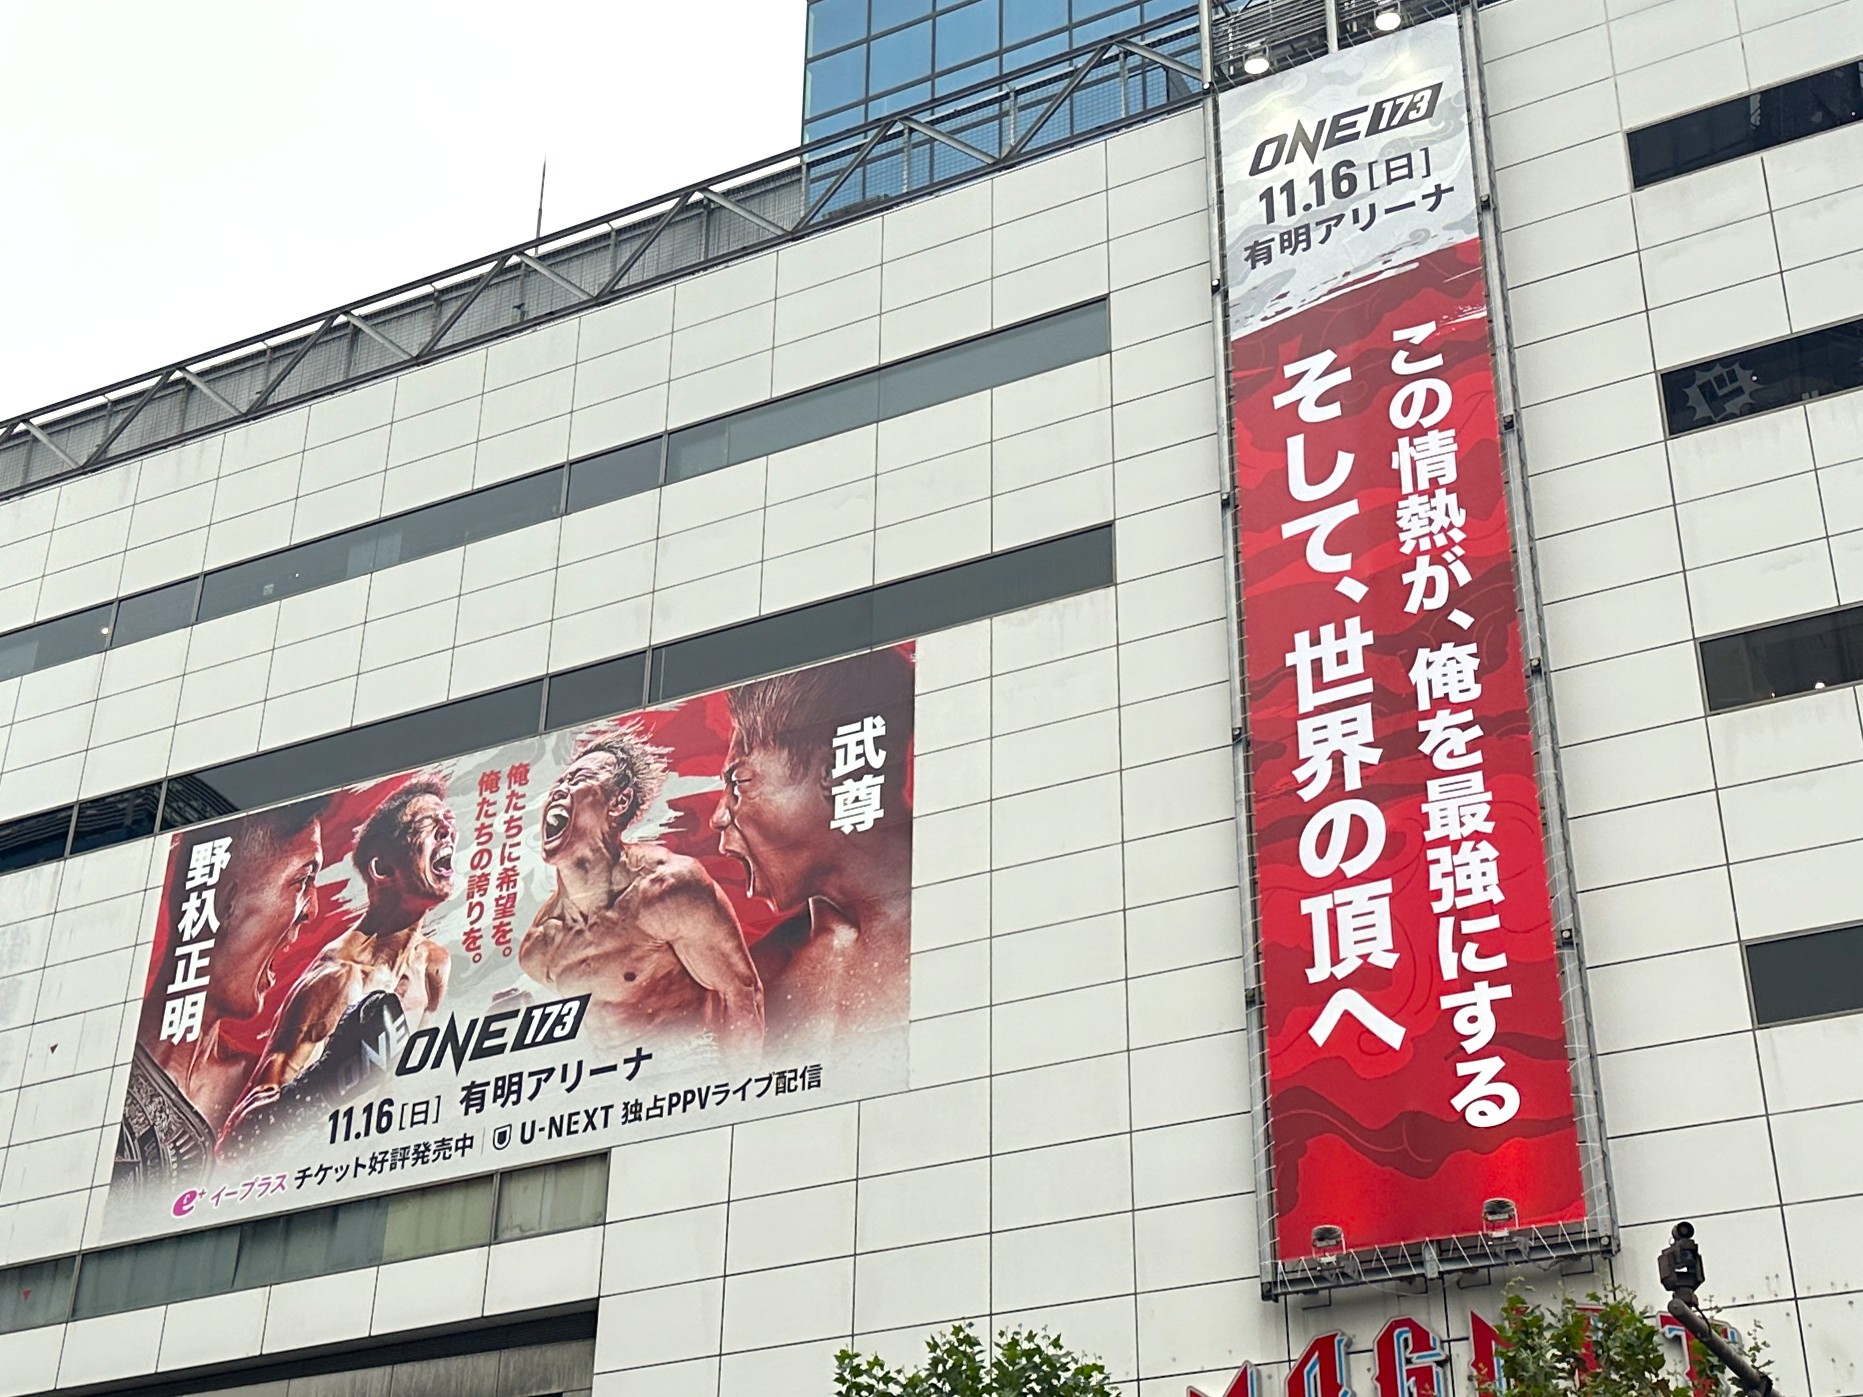 野杁正明
俺たちに希望を。
俺たちの誇りを。
武尊
ONE 173
11.16[日] 有明アリーナ
e+ イープラス チケット好評発売中 | U-NEXT 独占PPVライブ配信
ONE 173
11.16[日]
有明アリーナ
この情熱が、俺を最強にする
そして、世界の頂へ